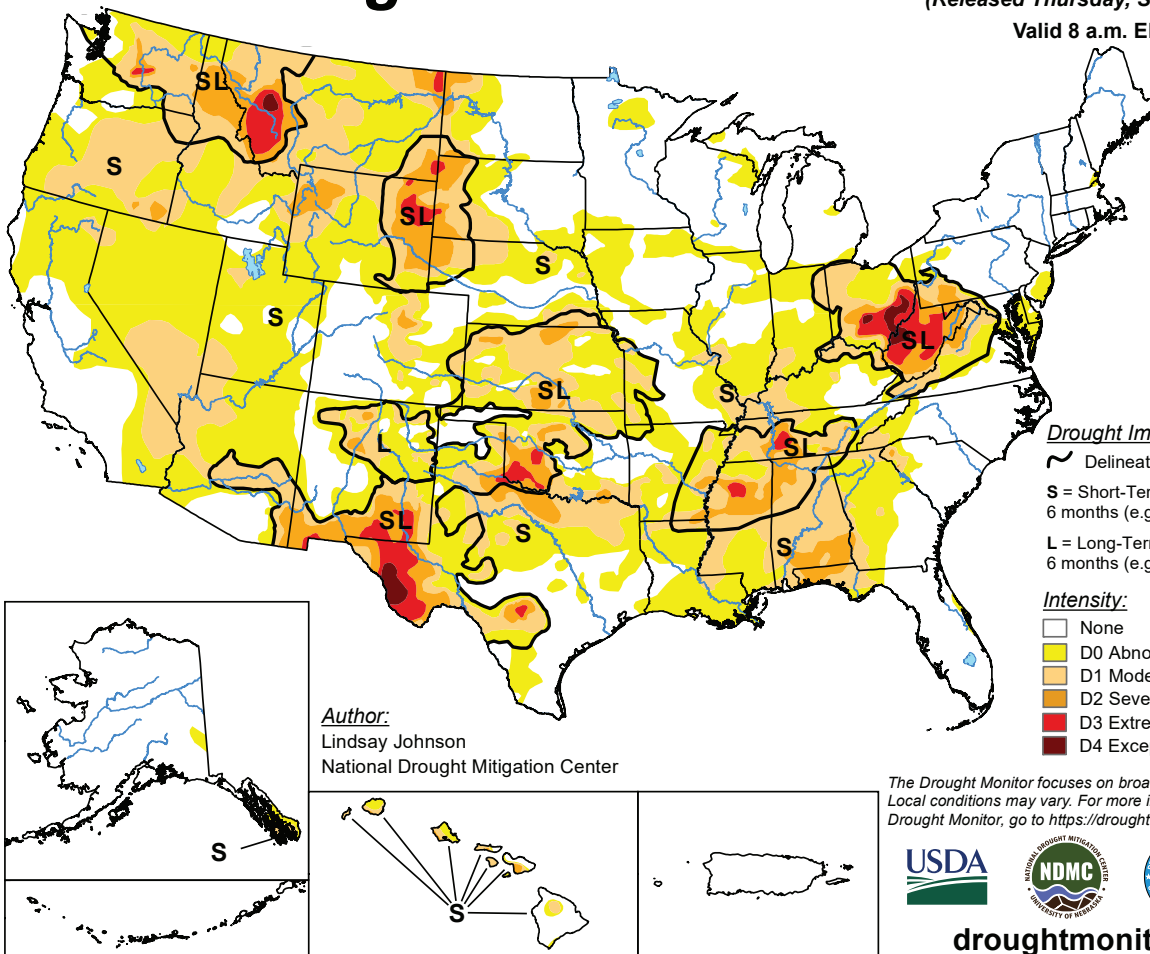 g
(Released Thursday, S
Valid 8 a.m. E
SL
S
SL
S
S
SL
SL
S
L
SL
SL
S
S
Drought Im
Delineat
S = Short-Ter
6 months (e.g
L = Long-Ter
6 months (e.g
Intensity:
None
D0 Abno
D1 Mode
D2 Seve
D3 Extre
D4 Exce
Author:
Lindsay Johnson
National Drought Mitigation Center
S
S
The Drought Monitor focuses on broa
Local conditions may vary. For more i
Drought Monitor, go to https://drought
USDA
NATIONAL DROUGHT MITIGATION CENTER
NDMC
UNIVERSITY OF NEBRASKA
droughtmonit